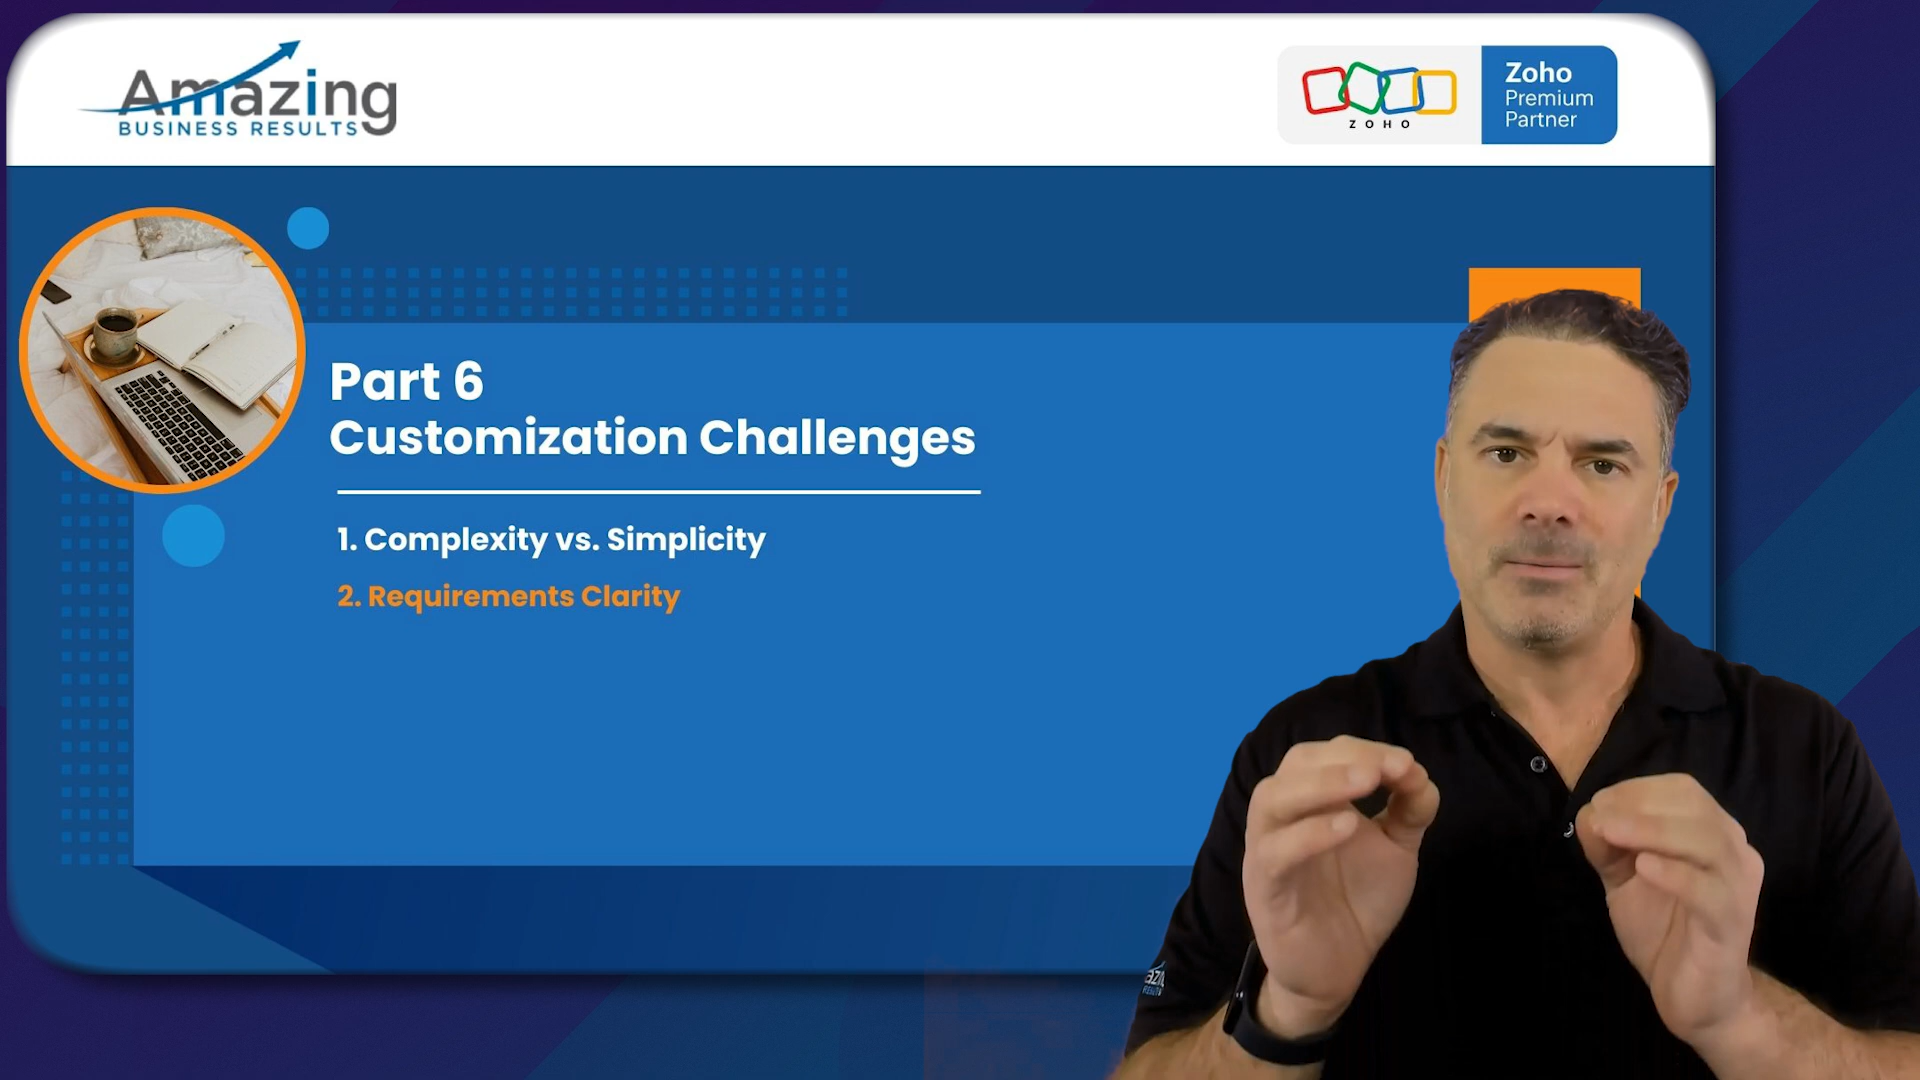 Amazing
BUSINESS RESULTS
ZOHO
Zoho
Premium
Partner
Part 6
Customization Challenges
1. Complexity vs. Simplicity
2. Requirements Clarity